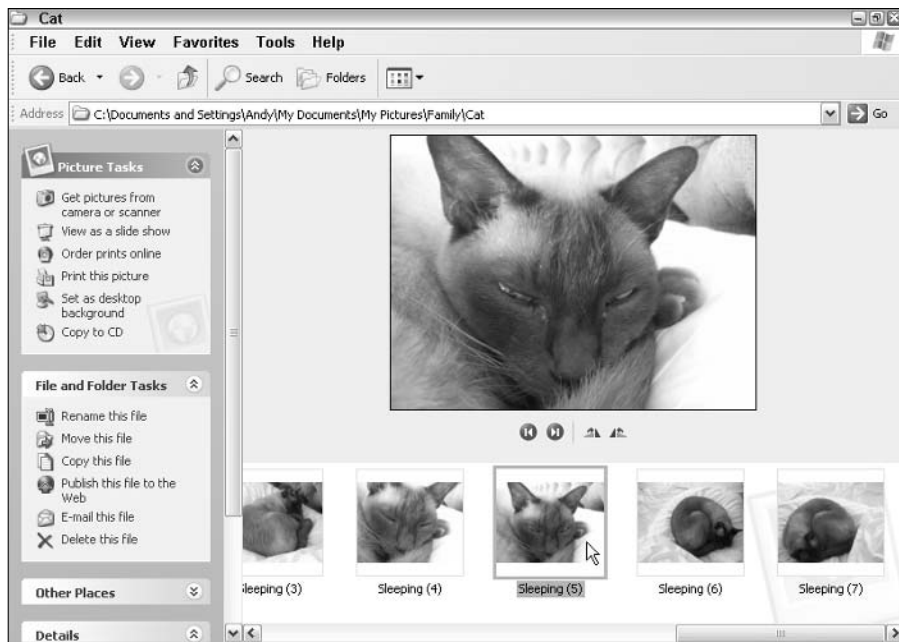 Cat
File Edit View Favorites Tools Help
Back Search Folders
Address C:\Documents and Settings\Andy\My Documents\My Pictures\Family\Cat Go
Picture Tasks
Get pictures from
camera or scanner
View as a slide show
Order prints online
Print this picture
Set as desktop
background
Copy to CD
File and Folder Tasks
Rename this file
Move this file
Copy this file
Publish this file to the
Web
E-mail this file
Delete this file
Other Places
Details
Sleeping (3) Sleeping (4) Sleeping (5) Sleeping (6) Sleeping (7)